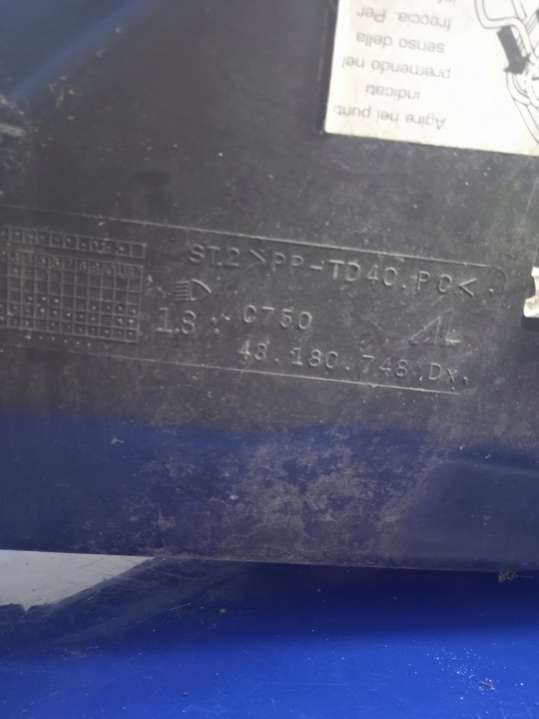 Agire nei punti
indicati
premendo nel
senso della
freccia. Per
ST.2 >PP-TD40.PC<
1.8
C750
48.180.748.Dx.